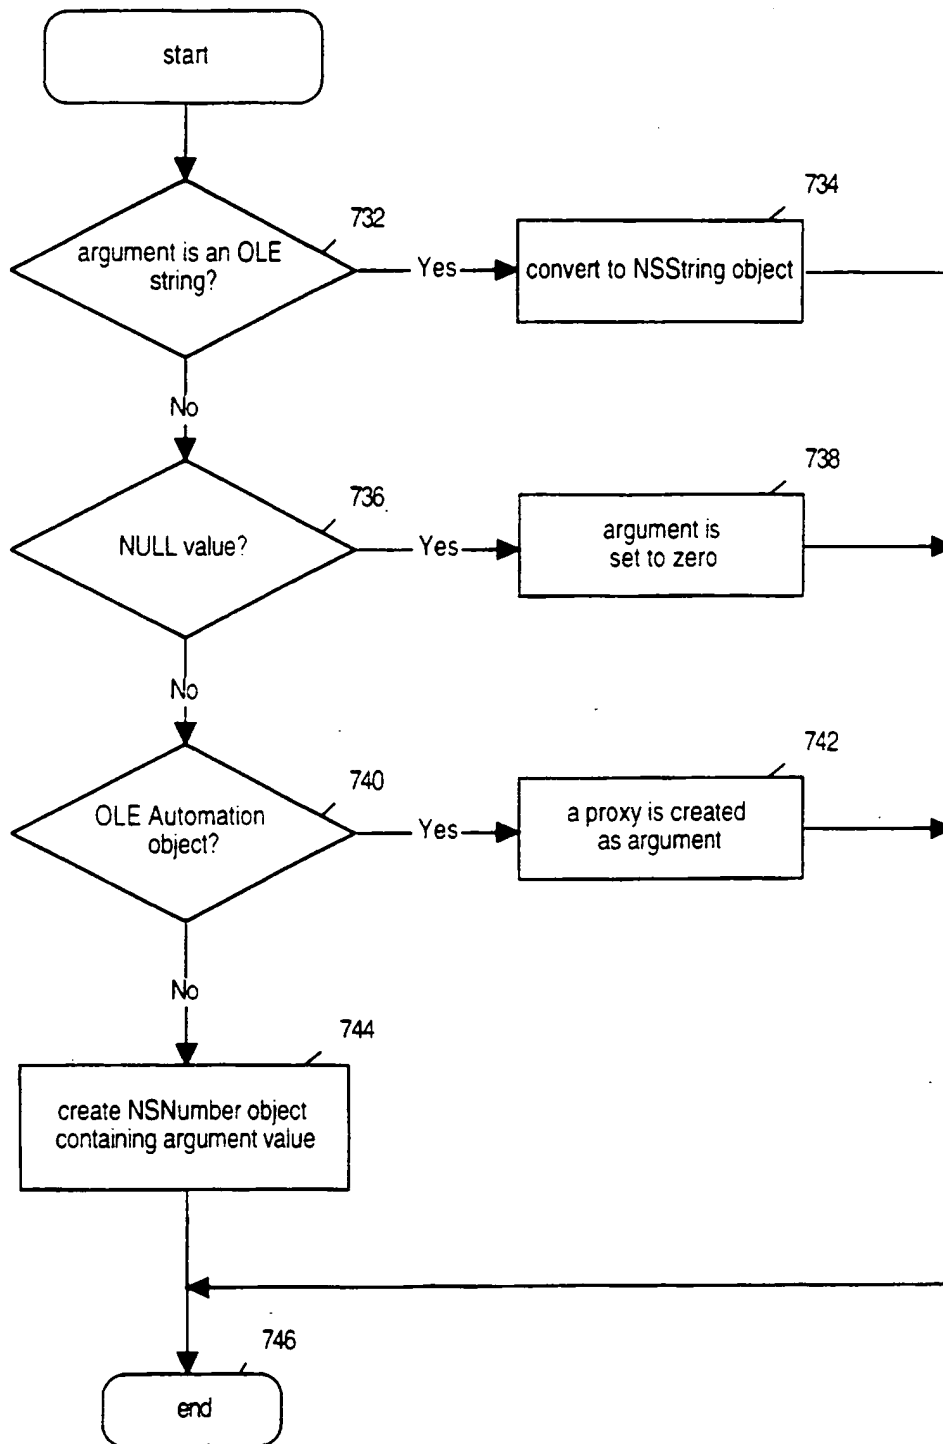 start
732
argument is an OLE
string?
Yes
734
convert to NSString object
No
736
NULL value?
Yes
738
argument is
set to zero
No
740
OLE Automation
object?
Yes
742
a proxy is created
as argument
No
744
create NSNumber object
containing argument value
746
end